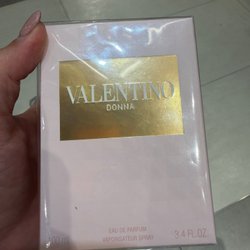 VALENTINO
DONNA
EAU DE PARFUM
VAPORISATEUR SPRAY
3.4 FL.OZ